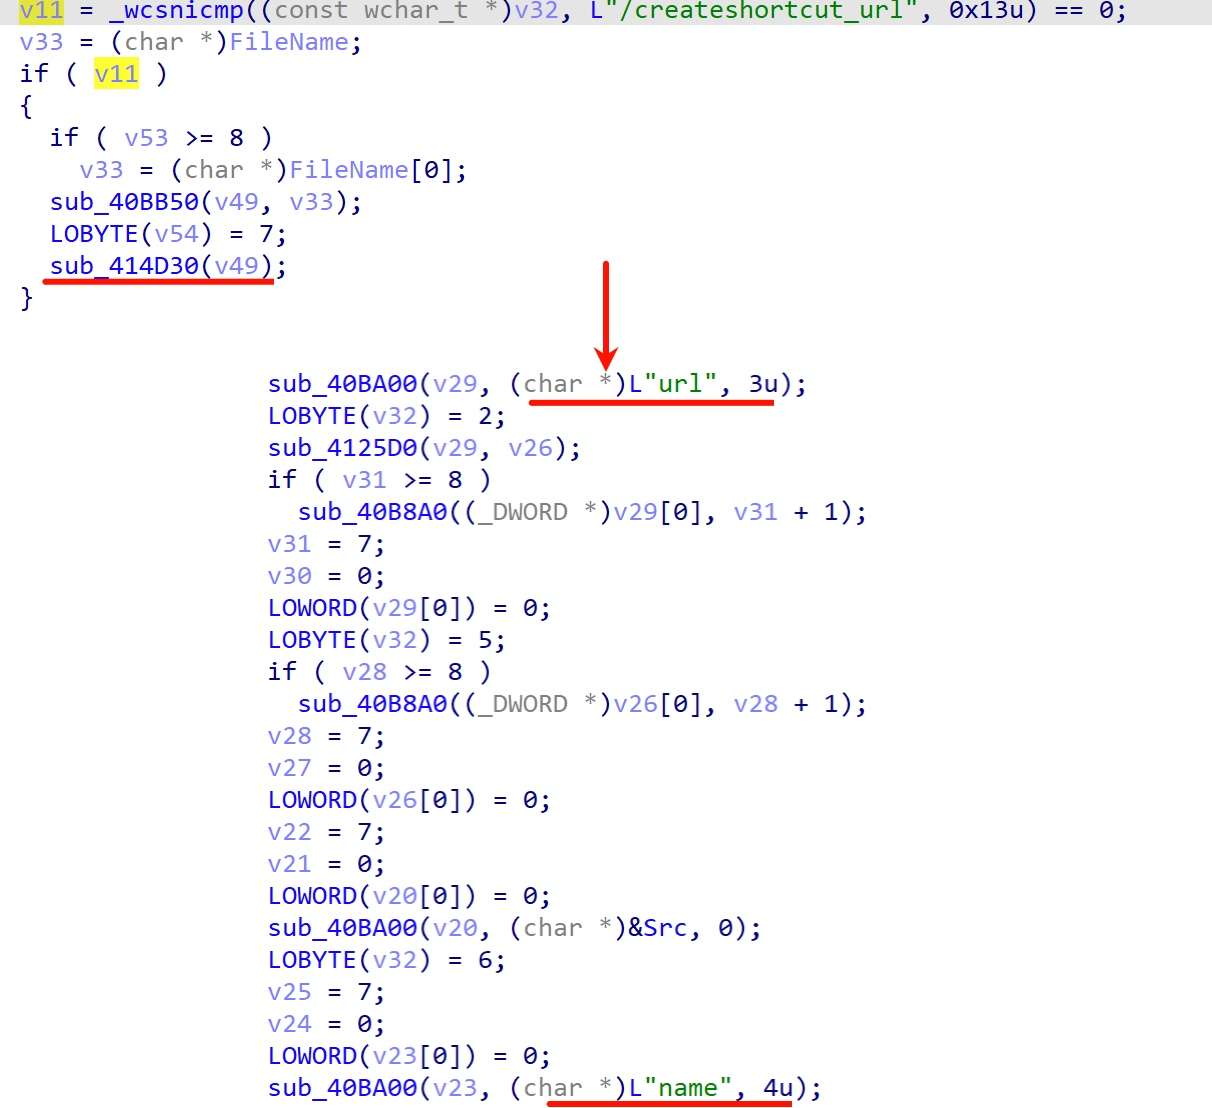 v11 = _wcsnicmp((const wchar_t *)v32, L"/createshortcut_url", 0x13u) == 0;
v33 = (char *)FileName;
if ( v11 )
{
if ( v53 >= 8 )
v33 = (char *)FileName[0];
sub_40BB50(v49, v33);
LOBYTE(v54) = 7;
sub_414D30(v49);
}
sub_40BA00(v29, (char *)L"url", 3u);
LOBYTE(v32) = 2;
sub_4125D0(v29, v26);
if ( v31 >= 8 )
sub_40B8A0((_DWORD *)v29[0], v31 + 1);
v31 = 7;
v30 = 0;
LOWORD(v29[0]) = 0;
LOBYTE(v32) = 5;
if ( v28 >= 8 )
sub_40B8A0((_DWORD *)v26[0], v28 + 1);
v28 = 7;
v27 = 0;
LOWORD(v26[0]) = 0;
v22 = 7;
v21 = 0;
LOWORD(v20[0]) = 0;
sub_40BA00(v20, (char *)&Src, 0);
LOBYTE(v32) = 6;
v25 = 7;
v24 = 0;
LOWORD(v23[0]) = 0;
sub_40BA00(v23, (char *)L"name", 4u);